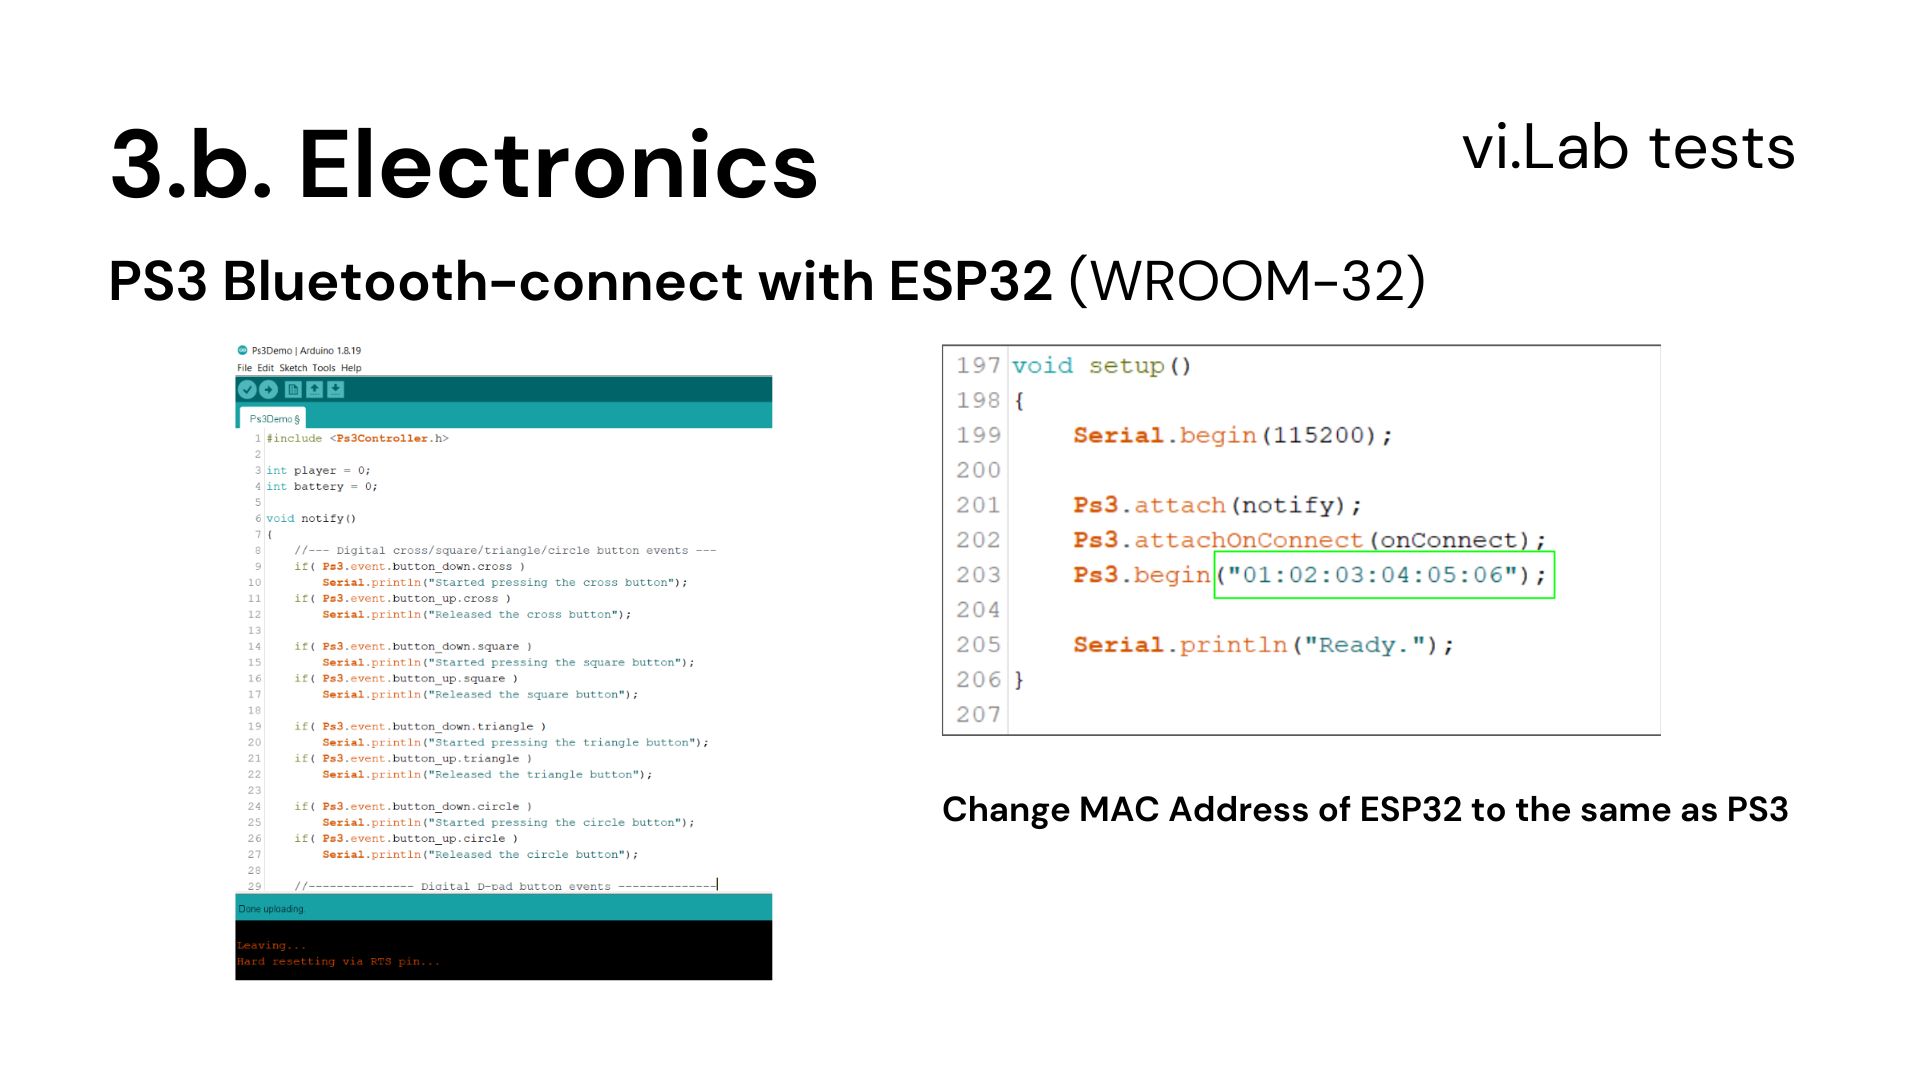 3.b. Electronics
vi.Lab tests
PS3 Bluetooth-connect with ESP32 (WROOM-32)
Ps3Demo | Arduino 1.8.19
File Edit Sketch Tools Help
Ps3Demo §
1 #include <Ps3Controller.h>
2
3 int player = 0;
4 int battery = 0;
5
6 void notify()
7 {
8 //--- Digital cross/square/triangle/circle button events ---
9 if( Ps3.event.button_down.cross )
10 Serial.println("Started pressing the cross button");
11 if( Ps3.event.button_up.cross )
12 Serial.println("Released the cross button");
13
14 if( Ps3.event.button_down.square )
15 Serial.println("Started pressing the square button");
16 if( Ps3.event.button_up.square )
17 Serial.println("Released the square button");
18
19 if( Ps3.event.button_down.triangle )
20 Serial.println("Started pressing the triangle button");
21 if( Ps3.event.button_up.triangle )
22 Serial.println("Released the triangle button");
23
24 if( Ps3.event.button_down.circle )
25 Serial.println("Started pressing the circle button");
26 if( Ps3.event.button_up.circle )
27 Serial.println("Released the circle button");
28
29 //--------------- Digital D-pad button events --------------
Done uploading.
Leaving...
Hard resetting via RTS pin...
197 void setup()
198 {
199 Serial.begin(115200);
200
201 Ps3.attach(notify);
202 Ps3.attachOnConnect(onConnect);
203 Ps3.begin("01:02:03:04:05:06");
204
205 Serial.println("Ready.");
206 }
207
Change MAC Address of ESP32 to the same as PS3